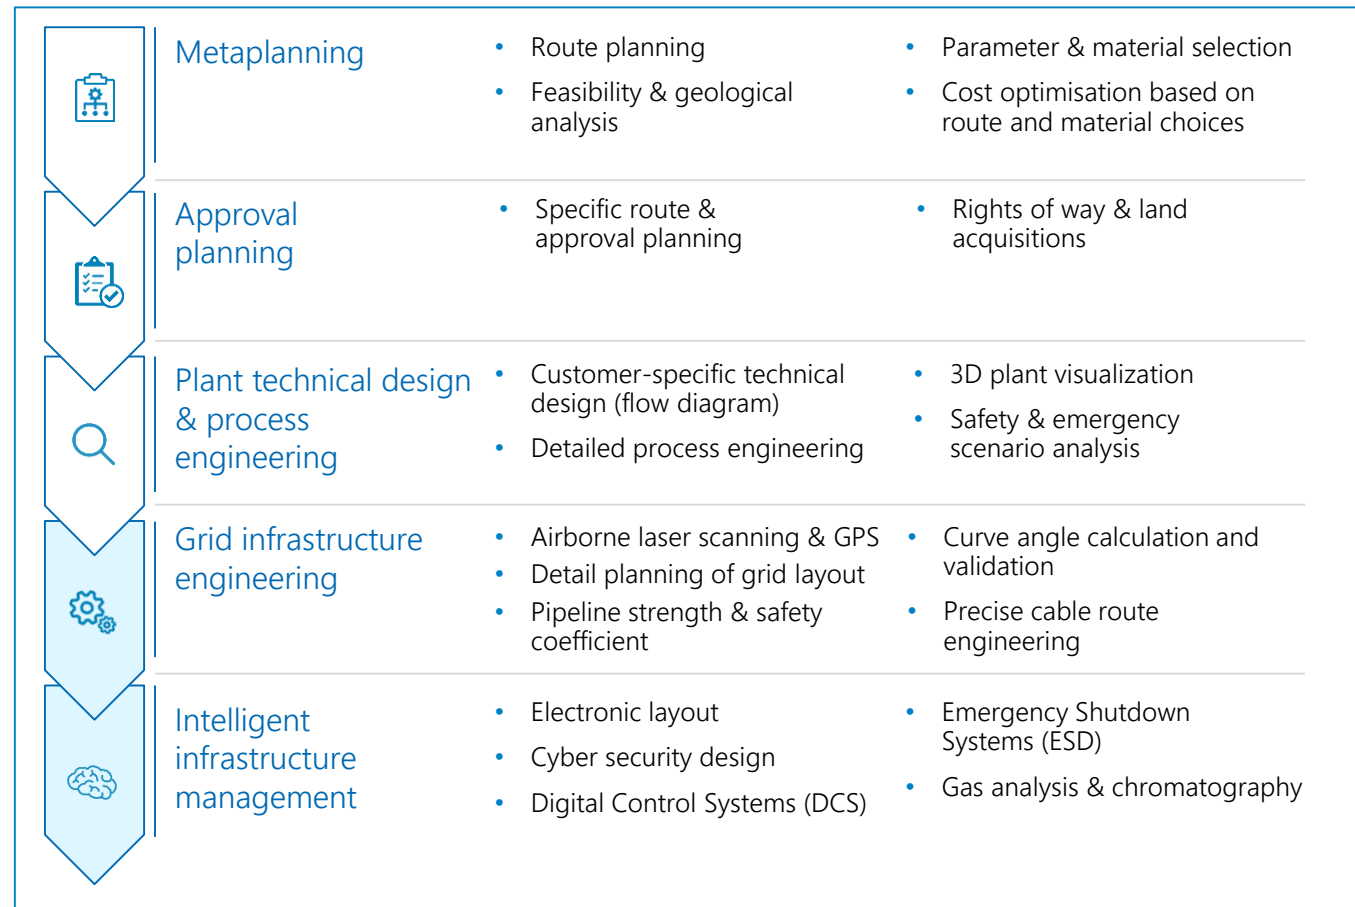 Metaplanning
• Route planning
• Feasibility & geological
analysis
• Parameter & material selection
• Cost optimisation based on
route and material choices
Approval
planning
• Specific route &
approval planning
• Rights of way & land
acquisitions
Plant technical design
& process
engineering
• Customer-specific technical
design (flow diagram)
• Detailed process engineering
• 3D plant visualization
• Safety & emergency
scenario analysis
Grid infrastructure
engineering
• Airborne laser scanning & GPS
• Detail planning of grid layout
• Pipeline strength & safety
coefficient
• Curve angle calculation and
validation
• Precise cable route
engineering
Intelligent
infrastructure
management
• Electronic layout
• Cyber security design
• Digital Control Systems (DCS)
• Emergency Shutdown
Systems (ESD)
• Gas analysis & chromatography